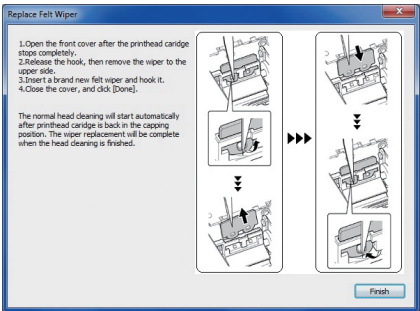 Replace Felt Wiper
1.Open the front cover after the printhead caridge
stops completely.
2.Release the hook, then remove the wiper to the
upper side.
3.Insert a brand new felt wiper and hook it.
4.Close the cover, and click [Done].
The normal head cleaning will start automatically
after printhead caridge is back in the capping
position. The wiper replacement will be complete
when the head cleaning is finished.
Finish